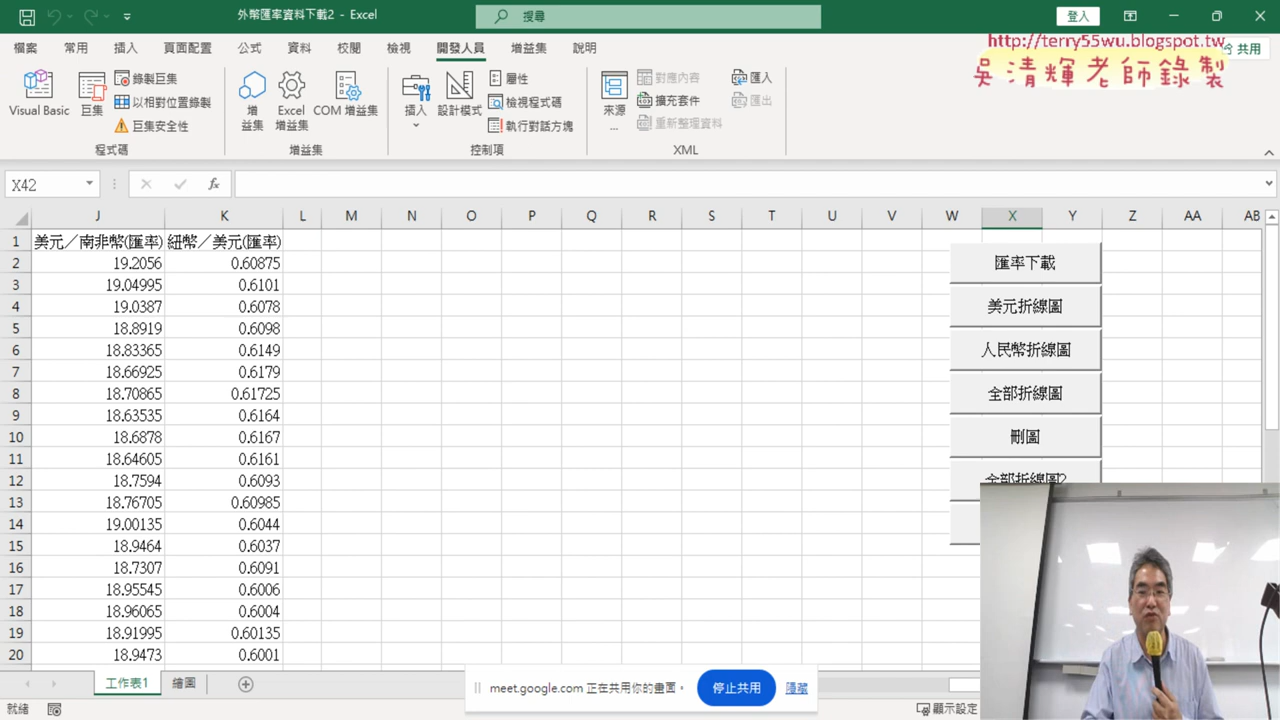 外幣匯率資料下載2 - Excel
搜尋
登入
檔案 常用 插入 頁面配置 公式 資料 校閱 檢視 開發人員 增益集 說明
共用
http://terry55wu.blogspot.tw
吳清輝老師錄製
Visual Basic
巨集
錄製巨集
以相對位置錄製
巨集安全性
程式碼
增益集
Excel 增益集
COM 增益集
增益集
插入
設計模式
屬性
檢視程式碼
執行對話方塊
控制項
來源...
對應內容
擴充套件
重新整理資料
匯入
匯出
XML
X42
fx
J K L M N O P Q R S T U V W X Y Z AA AB
1 美元／南非幣(匯率) 紐幣／美元(匯率)
2 19.2056 0.60875
3 19.04995 0.6101
4 19.0387 0.6078
5 18.8919 0.6098
6 18.83365 0.6149
7 18.66925 0.6179
8 18.70865 0.61725
9 18.63535 0.6164
10 18.6878 0.6167
11 18.64605 0.6161
12 18.7594 0.6093
13 18.76705 0.60985
14 19.00135 0.6044
15 18.9464 0.6037
16 18.7307 0.6091
17 18.95545 0.6006
18 18.96065 0.6004
19 18.91995 0.60135
20 18.9473 0.6001
匯率下載
美元折線圖
人民幣折線圖
全部折線圖
刪圖
全部折線圖2
工作表1 繪圖
meet.google.com 正在共用你的畫面。
停止共用
隱藏
就緒
顯示設定